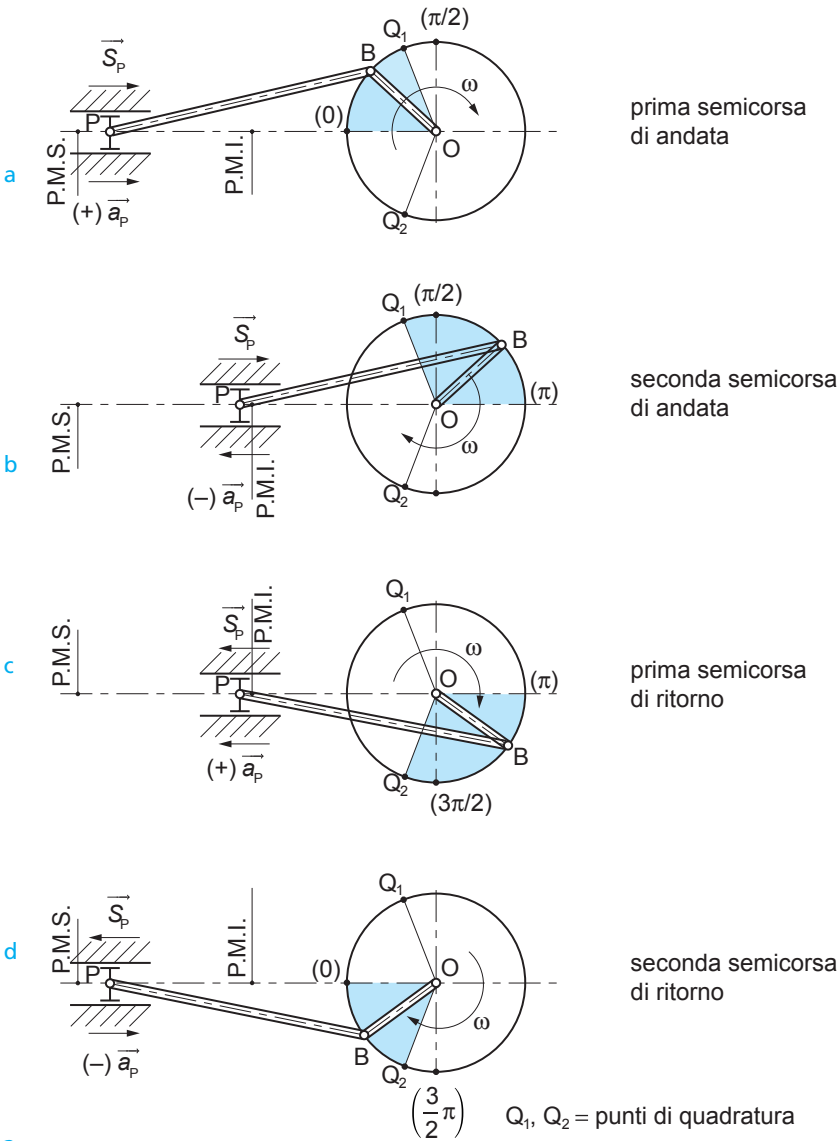 a
S_P
P
P.M.S.
(+) a_P
P.M.I.
(0)
B
Q₁
(π/2)
ω
O
Q₂
prima semicorsa
di andata
b
S_P
P
P.M.S.
(–) a_P
P.M.I.
Q₁
(π/2)
B
(π)
O
ω
Q₂
seconda semicorsa
di andata
c
P.M.S.
S_P
P.M.I.
P
(+) a_P
Q₁
ω
O
(π)
B
Q₂
(3π/2)
prima semicorsa
di ritorno
d
P.M.S.
S_P
P
(–) a_P
P.M.I.
(0)
Q₁
O
ω
B
Q₂
(3/2 π)
seconda semicorsa
di ritorno
Q₁, Q₂ = punti di quadratura